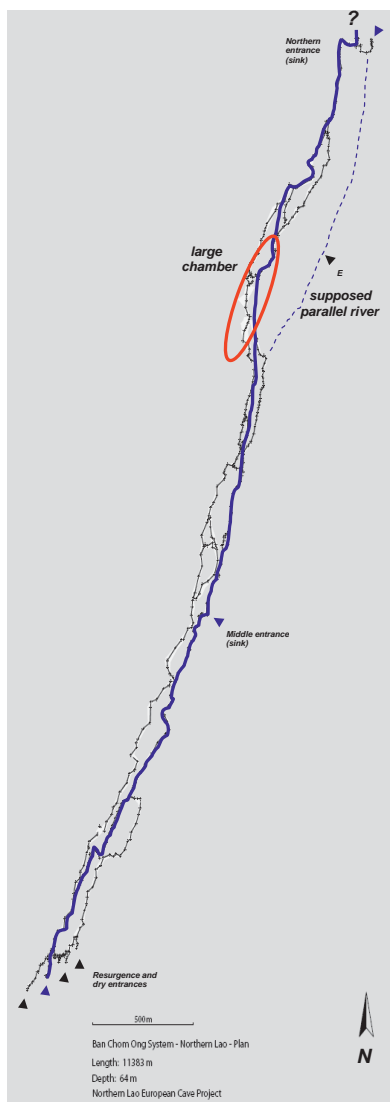 ?
Northern
entrance
(sink)
large
chamber
E
supposed
parallel river
Middle entrance
(sink)
Resurgence and
dry entrances
500m
N
Ban Chom Ong System - Northern Lao - Plan
Length: 11383 m
Depth: 64 m
Northern Lao European Cave Project